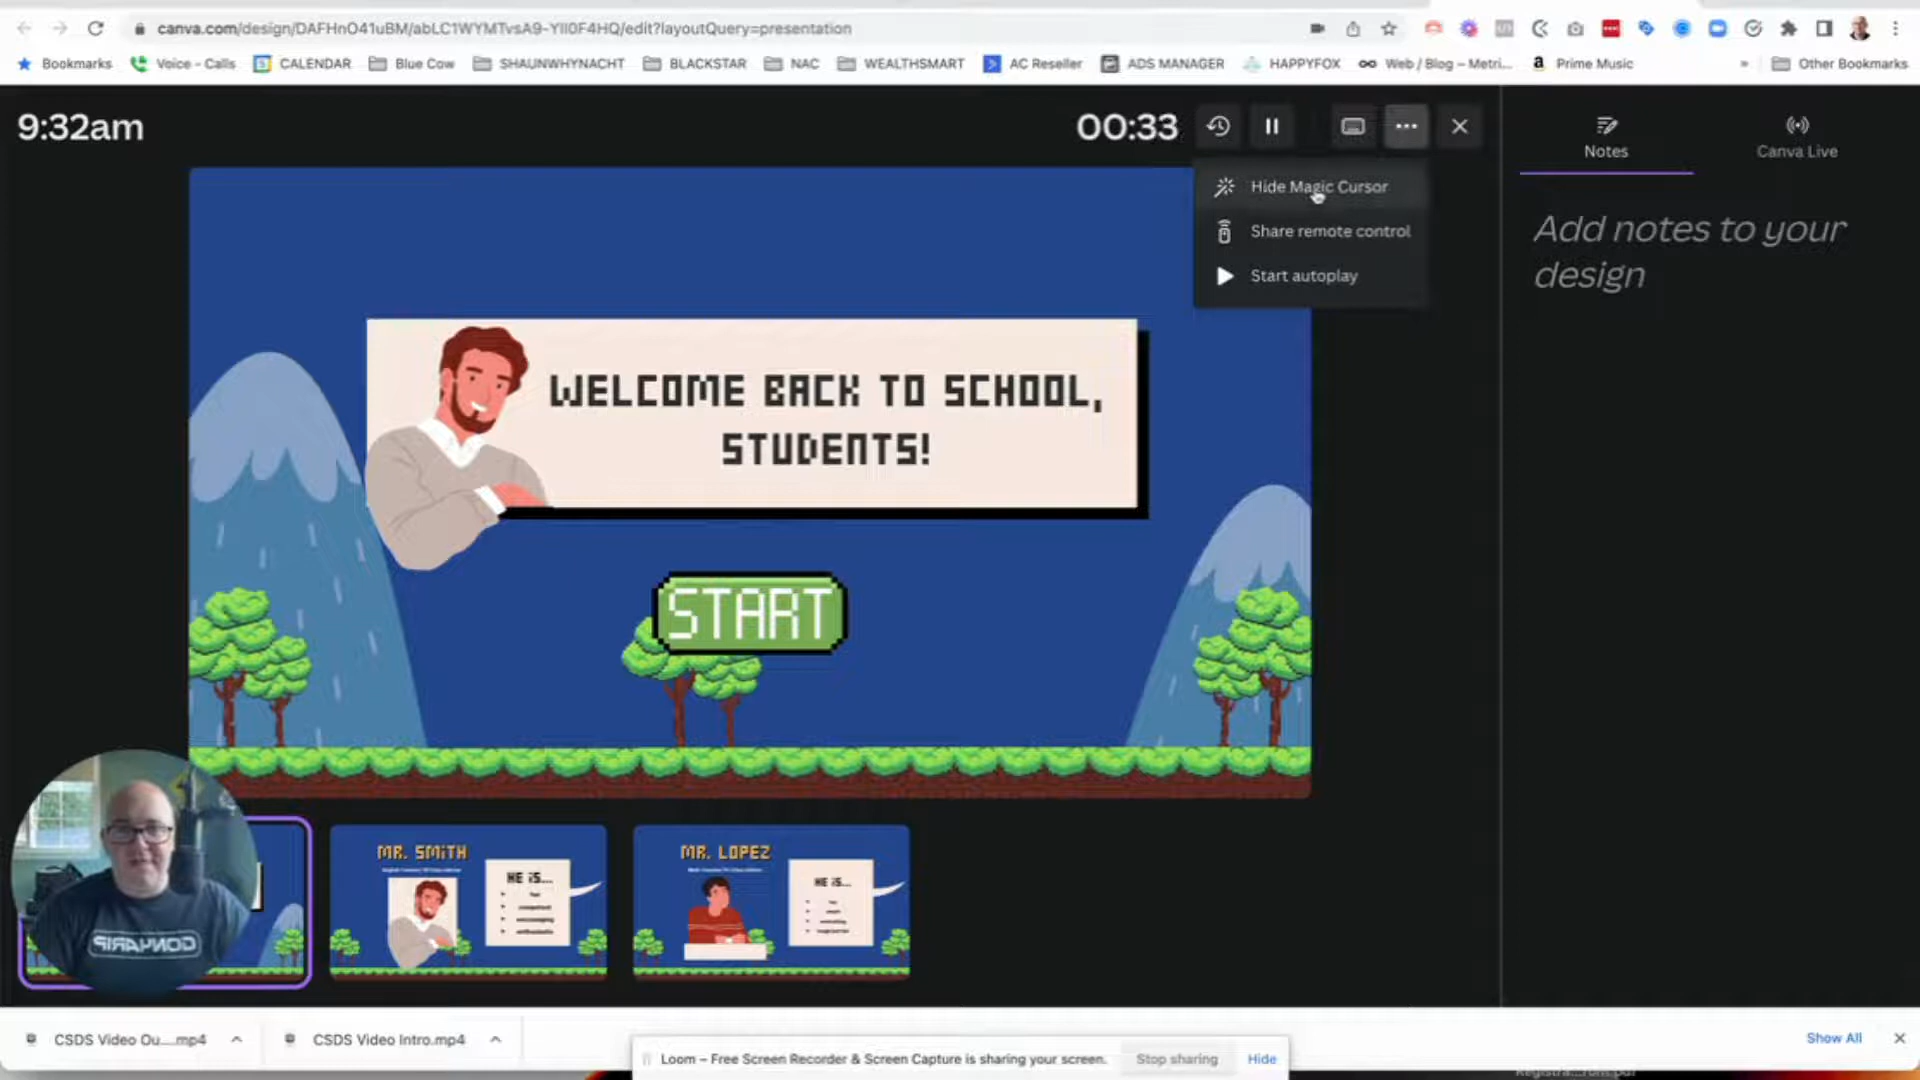 canva.com/design/DAFHnO41uBM/abLC1WYMTvsA9-YlI0F4HQ/edit?layoutQuery=presentation
Bookmarks Voice - Calls CALENDAR Blue Cow SHAUNWHYNACHT BLACKSTAR NAC WEALTHSMART AC Reseller ADS MANAGER HAPPYFOX Web / Blog – Metri... Prime Music » Other Bookmarks
9:32am
00:33
Hide Magic Cursor
Share remote control
Start autoplay
Notes
Canva Live
Add notes to your
design
WELCOME BACK TO SCHOOL,
STUDENTS!
START
MR. SMITH
HE IS...
MR. LOPEZ
HE IS...
CSDS Video Ou....mp4
CSDS Video Intro.mp4
Show All
Loom – Free Screen Recorder & Screen Capture is sharing your screen.
Stop sharing
Hide